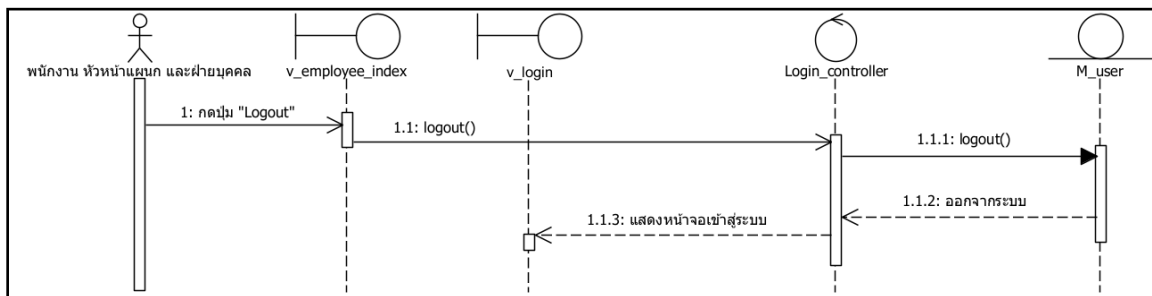 พนักงาน หัวหน้าแผนก และฝ่ายบุคคล
v_employee_index
v_login
Login_controller
M_user
1: กดปุ่ม "Logout"
1.1: logout()
1.1.1: logout()
1.1.2: ออกจากระบบ
1.1.3: แสดงหน้าจอเข้าสู่ระบบ